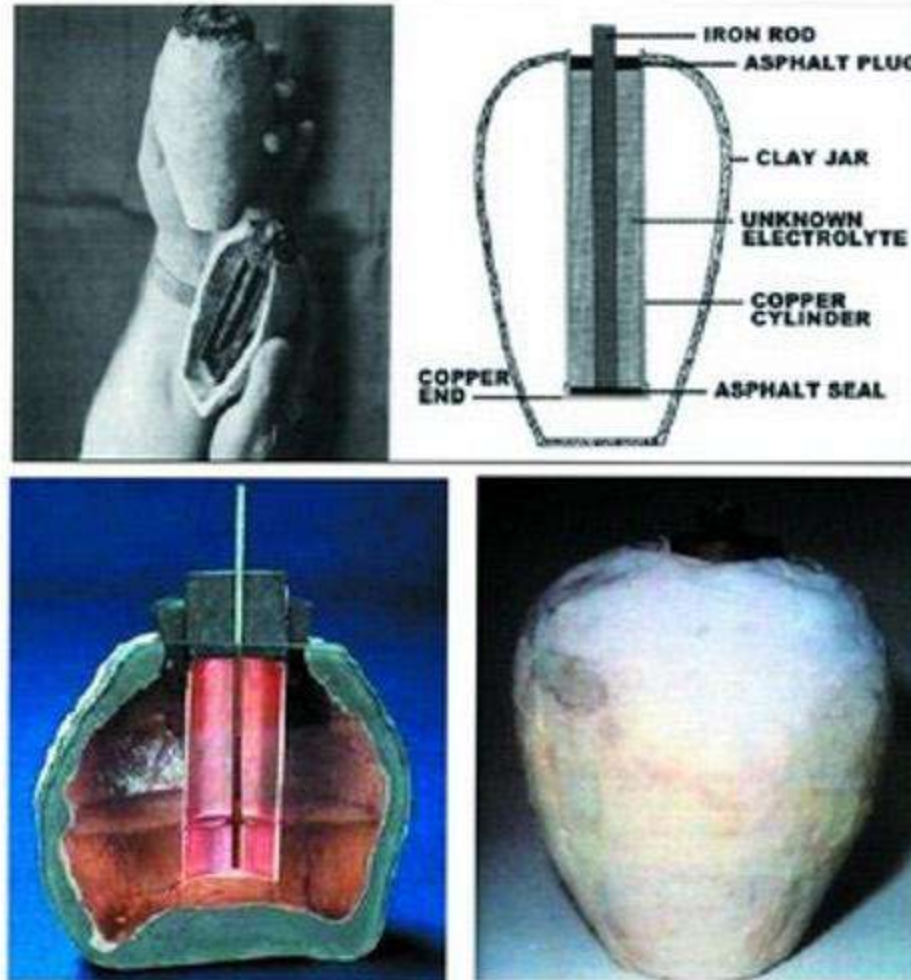 IRON ROD
ASPHALT PLUG
CLAY JAR
UNKNOWN
ELECTROLYTE
COPPER
CYLINDER
COPPER
END
ASPHALT SEAL